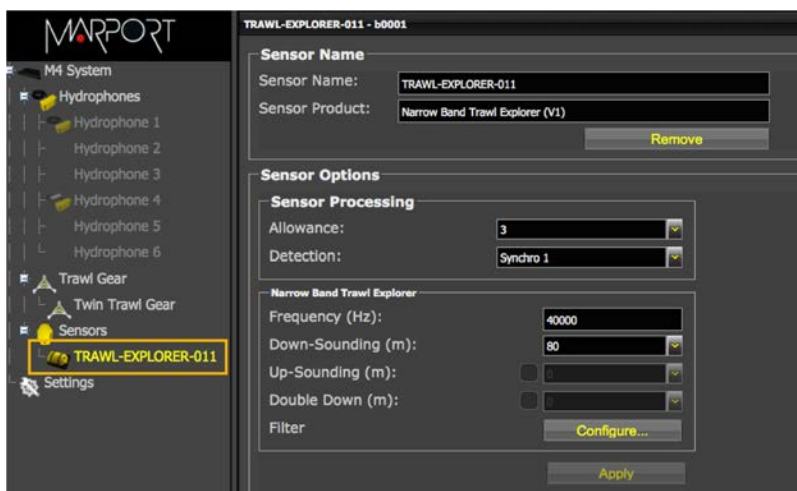 MARPORT
M4 System
Hydrophones
Hydrophone 1
Hydrophone 2
Hydrophone 3
Hydrophone 4
Hydrophone 5
Hydrophone 6
Trawl Gear
Twin Trawl Gear
Sensors
TRAWL-EXPLORER-011
Settings
TRAWL-EXPLORER-011 - b0001
Sensor Name
Sensor Name: TRAWL-EXPLORER-011
Sensor Product: Narrow Band Trawl Explorer (V1)
Remove
Sensor Options
Sensor Processing
Allowance: 3
Detection: Synchro 1
Narrow Band Trawl Explorer
Frequency (Hz): 40000
Down-Sounding (m): 80
Up-Sounding (m): 0
Double Down (m): 0
Filter Configure...
Apply